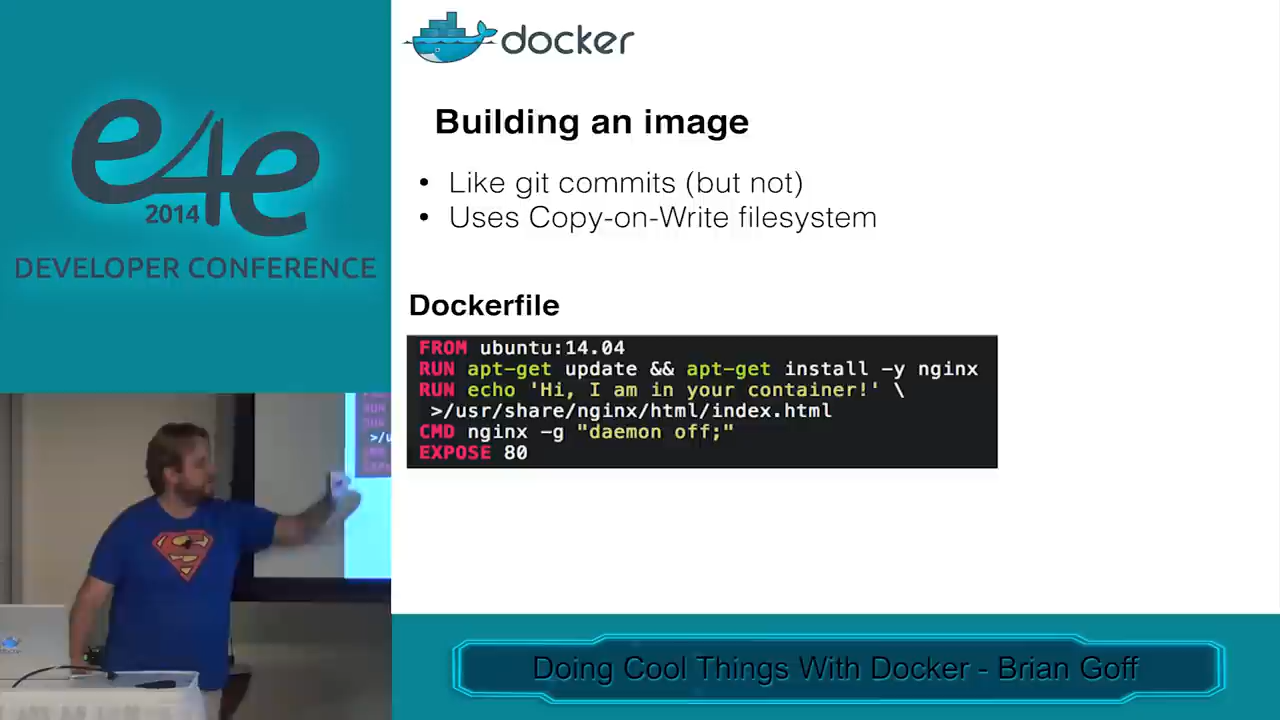 docker
Building an image
• Like git commits (but not)
• Uses Copy-on-Write filesystem
Dockerfile
FROM ubuntu:14.04
RUN apt-get update && apt-get install -y nginx
RUN echo 'Hi, I am in your container!' \
>/usr/share/nginx/html/index.html
CMD nginx -g "daemon off;"
EXPOSE 80
e4e
2014
DEVELOPER CONFERENCE
Doing Cool Things With Docker - Brian Goff